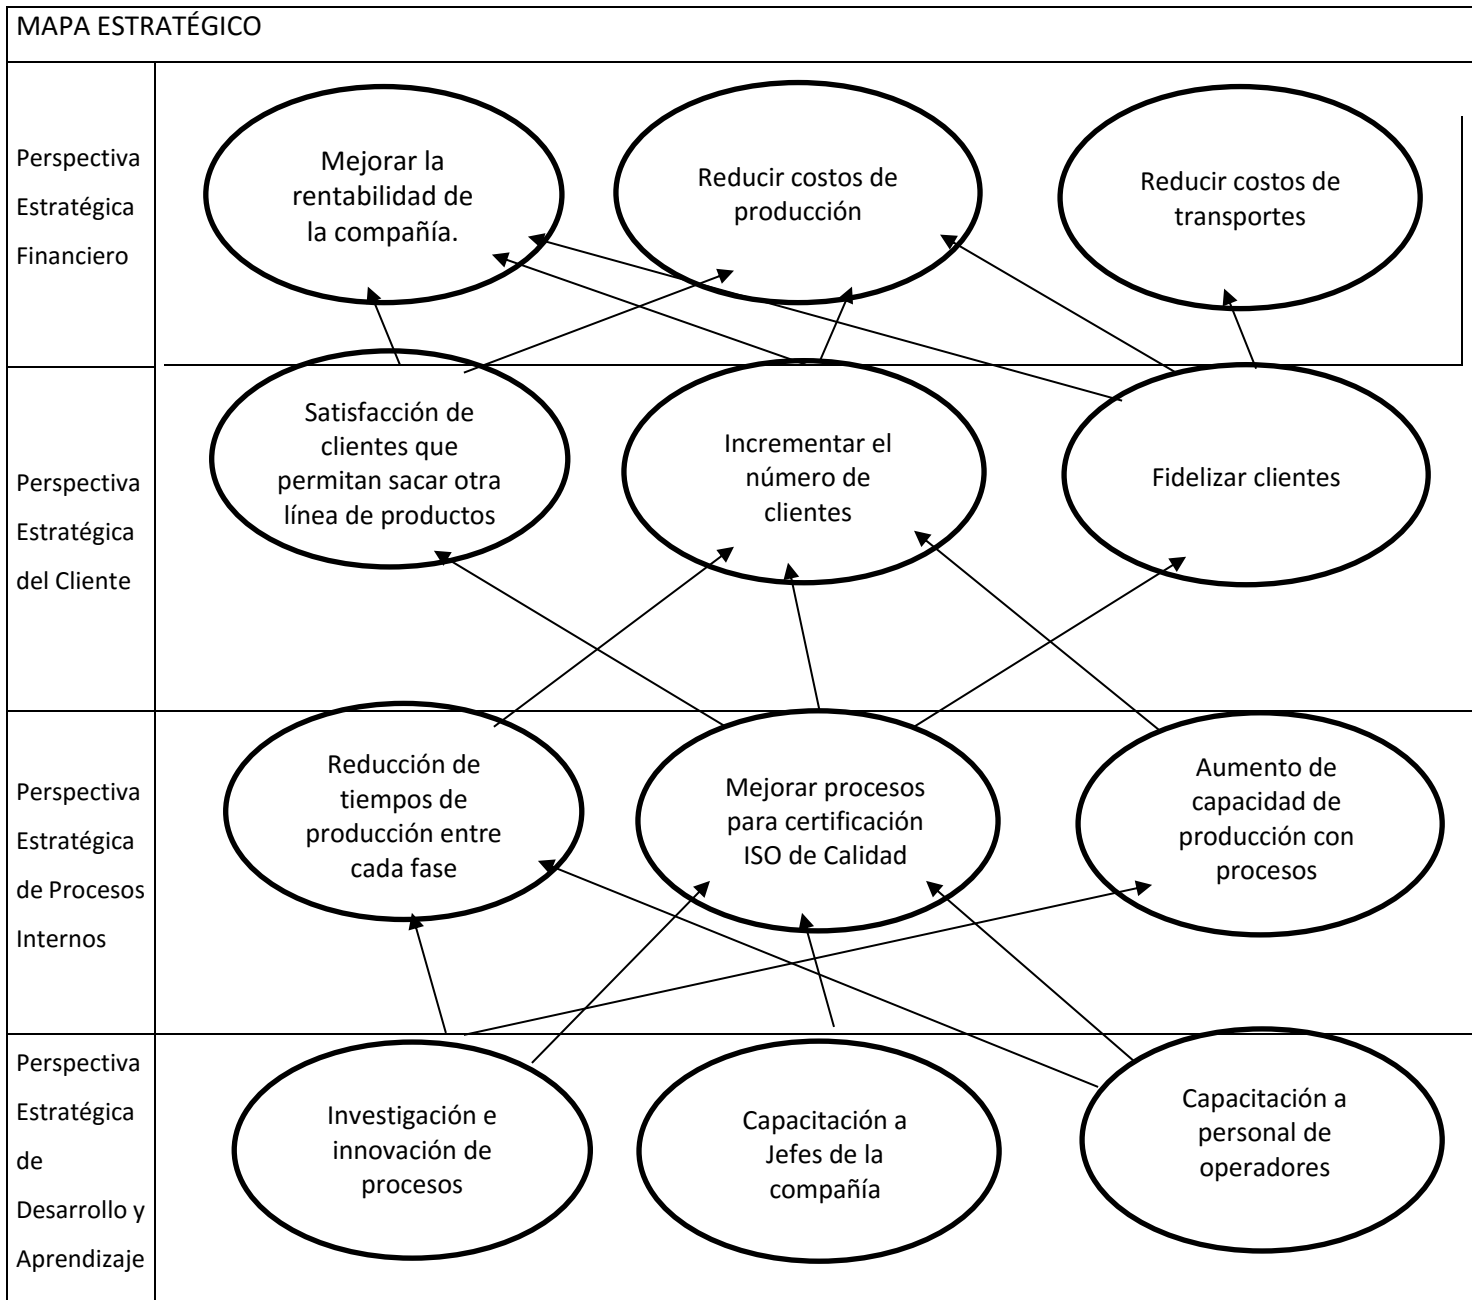 MAPA ESTRATÉGICO
Perspectiva
Estratégica
Financiero
Mejorar la
rentabilidad de
la compañía.
Reducir costos de
producción
Reducir costos de
transportes
Perspectiva
Estratégica
del Cliente
Satisfacción de
clientes que
permitan sacar otra
línea de productos
Incrementar el
número de
clientes
Fidelizar clientes
Perspectiva
Estratégica
de Procesos
Internos
Reducción de
tiempos de
producción entre
cada fase
Mejorar procesos
para certificación
ISO de Calidad
Aumento de
capacidad de
producción con
procesos
Perspectiva
Estratégica
de
Desarrollo y
Aprendizaje
Investigación e
innovación de
procesos
Capacitación a
Jefes de la
compañía
Capacitación a
personal de
operadores